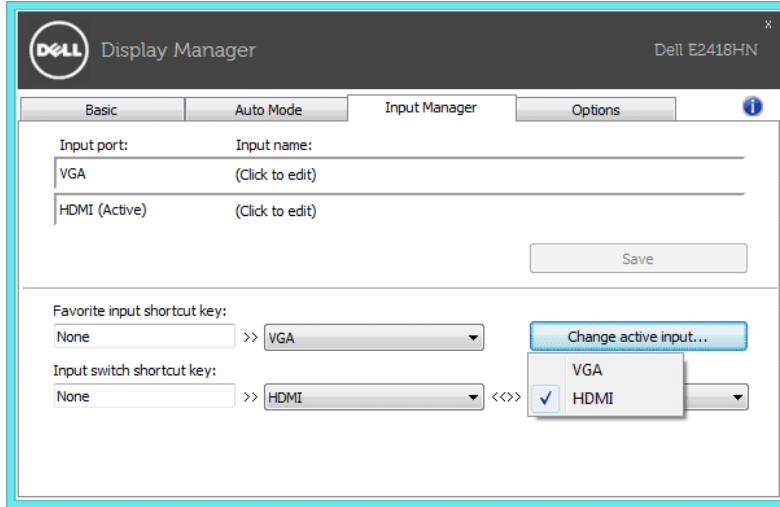 DELL Display Manager Dell E2418HN
x
Basic Auto Mode Input Manager Options i
Input port: Input name:
VGA (Click to edit)
HDMI (Active) (Click to edit)
Save
Favorite input shortcut key:
None >> VGA Change active input...
Input switch shortcut key:
None >> HDMI <<>>
VGA
HDMI